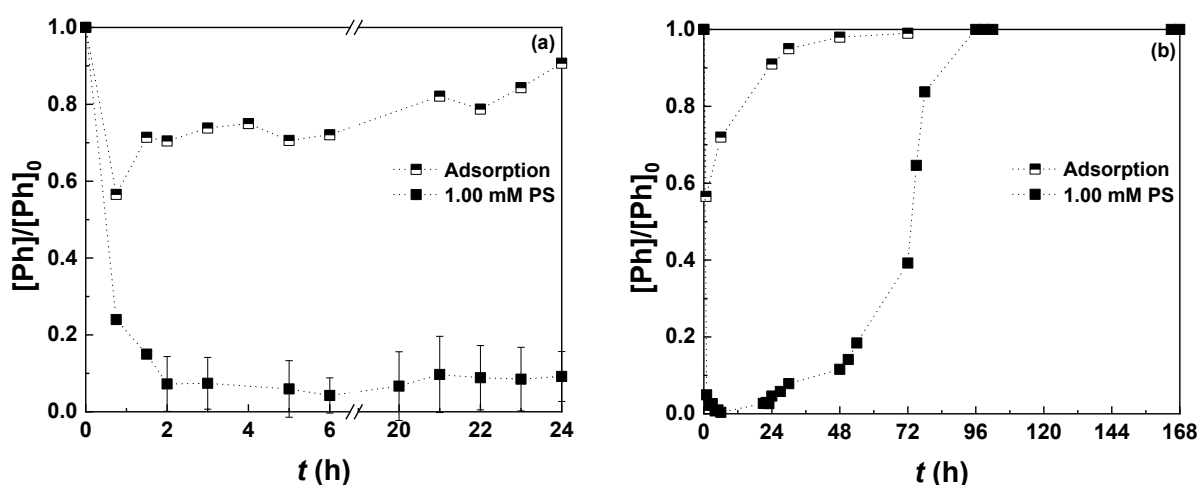 (a)
1.0
0.8
0.6
0.4
0.2
0.0
[Ph]/[Ph]0
Adsorption
1.00 mM PS
0 2 4 6 20 22 24
t (h)
(b)
1.0
0.8
0.6
0.4
0.2
0.0
[Ph]/[Ph]0
Adsorption
1.00 mM PS
0 24 48 72 96 120 144 168
t (h)